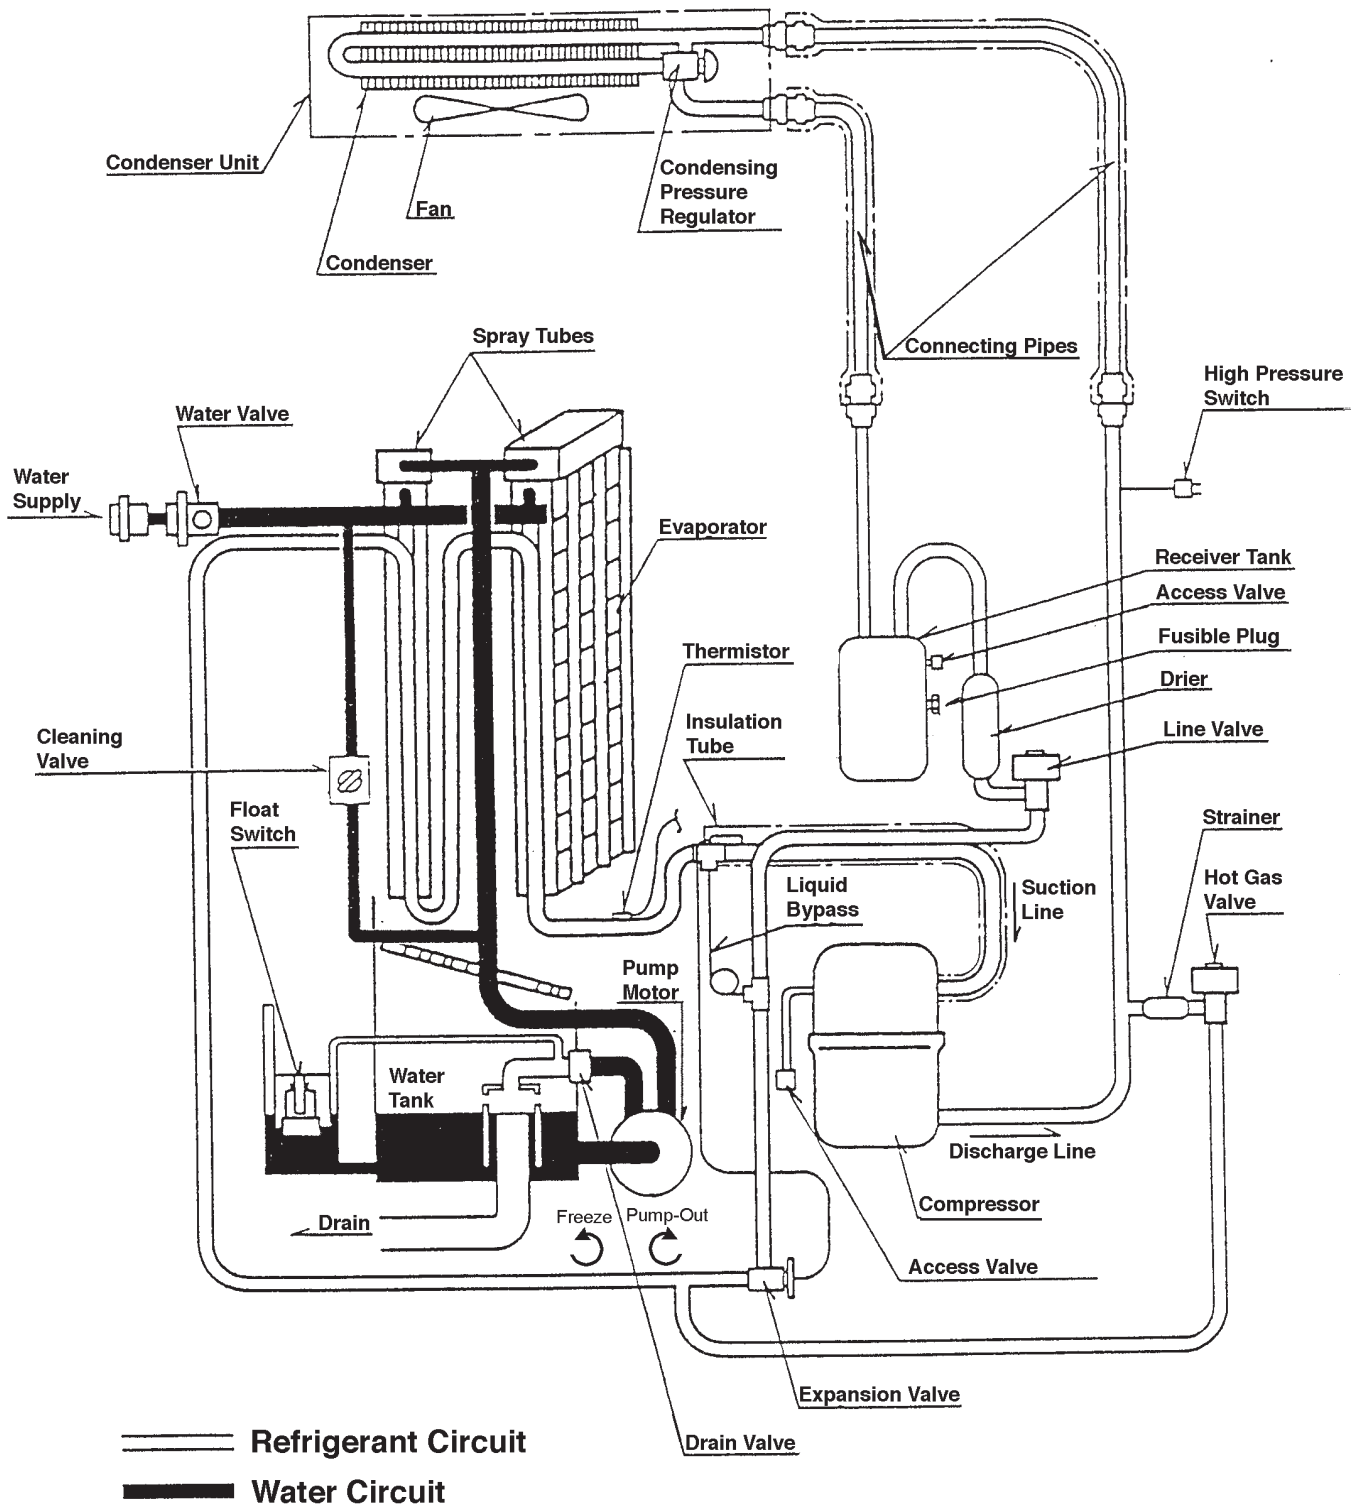 Condenser Unit
Fan
Condenser
Condensing
Pressure
Regulator
Connecting Pipes
High Pressure
Switch
Spray Tubes
Water Valve
Water
Supply
Evaporator
Receiver Tank
Access Valve
Fusible Plug
Drier
Line Valve
Thermistor
Insulation
Tube
Cleaning
Valve
Float
Switch
Strainer
Hot Gas
Valve
Liquid
Bypass
Suction
Line
Pump
Motor
Water
Tank
Discharge Line
Compressor
Drain
Freeze
Pump-Out
Access Valve
Expansion Valve
Drain Valve
Refrigerant Circuit
Water Circuit